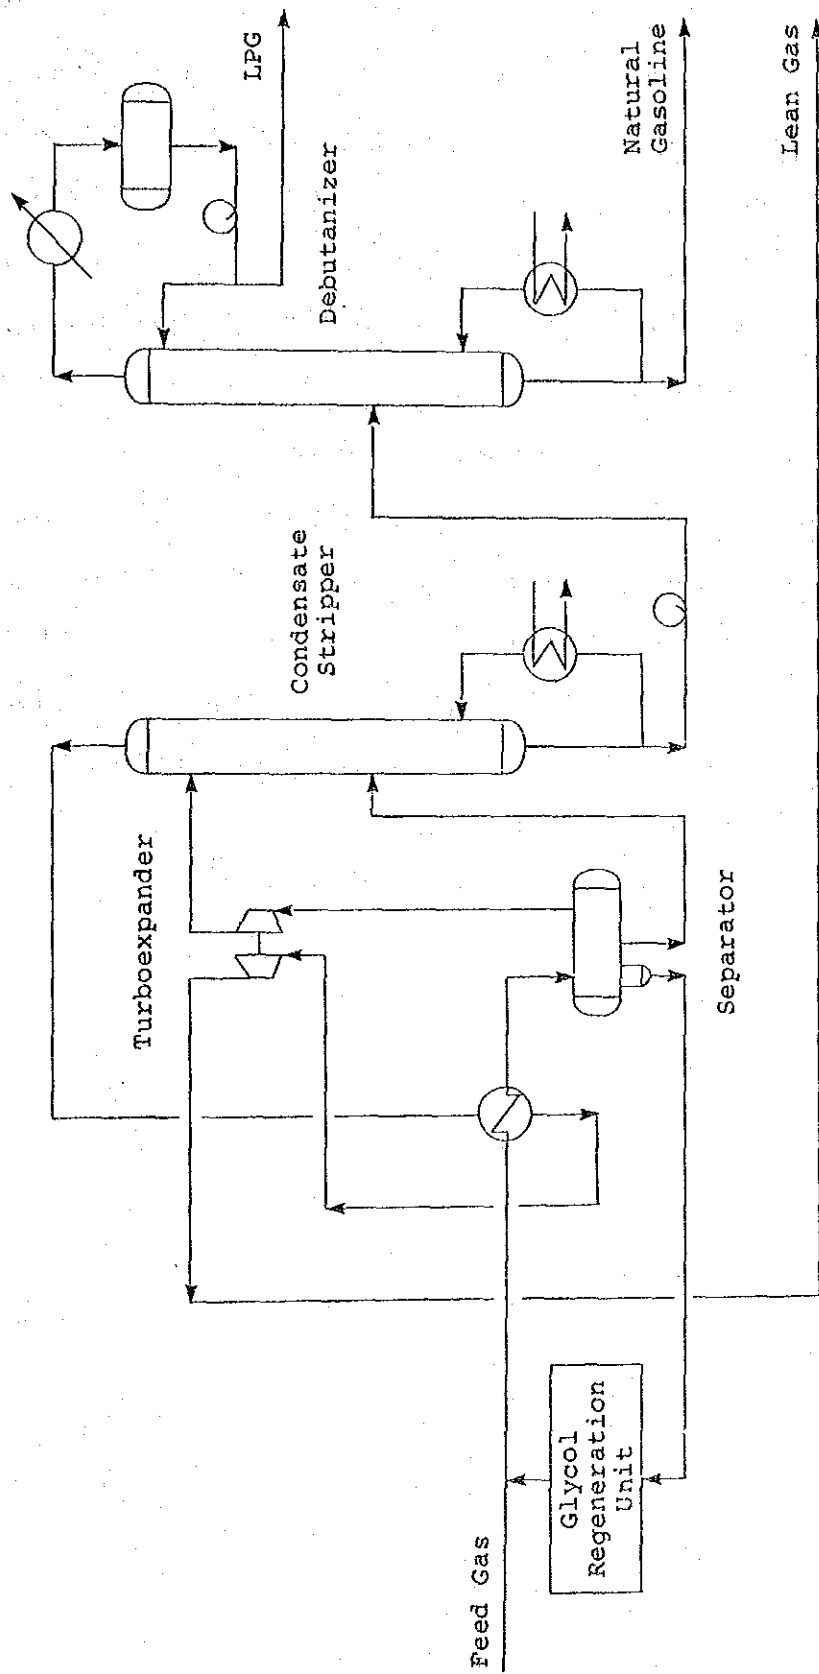 Feed Gas
Glycol
Regeneration
Unit
Turboexpander
Separator
Condensate
Stripper
Debutanizer
LPG
Natural
Gasoline
Lean Gas